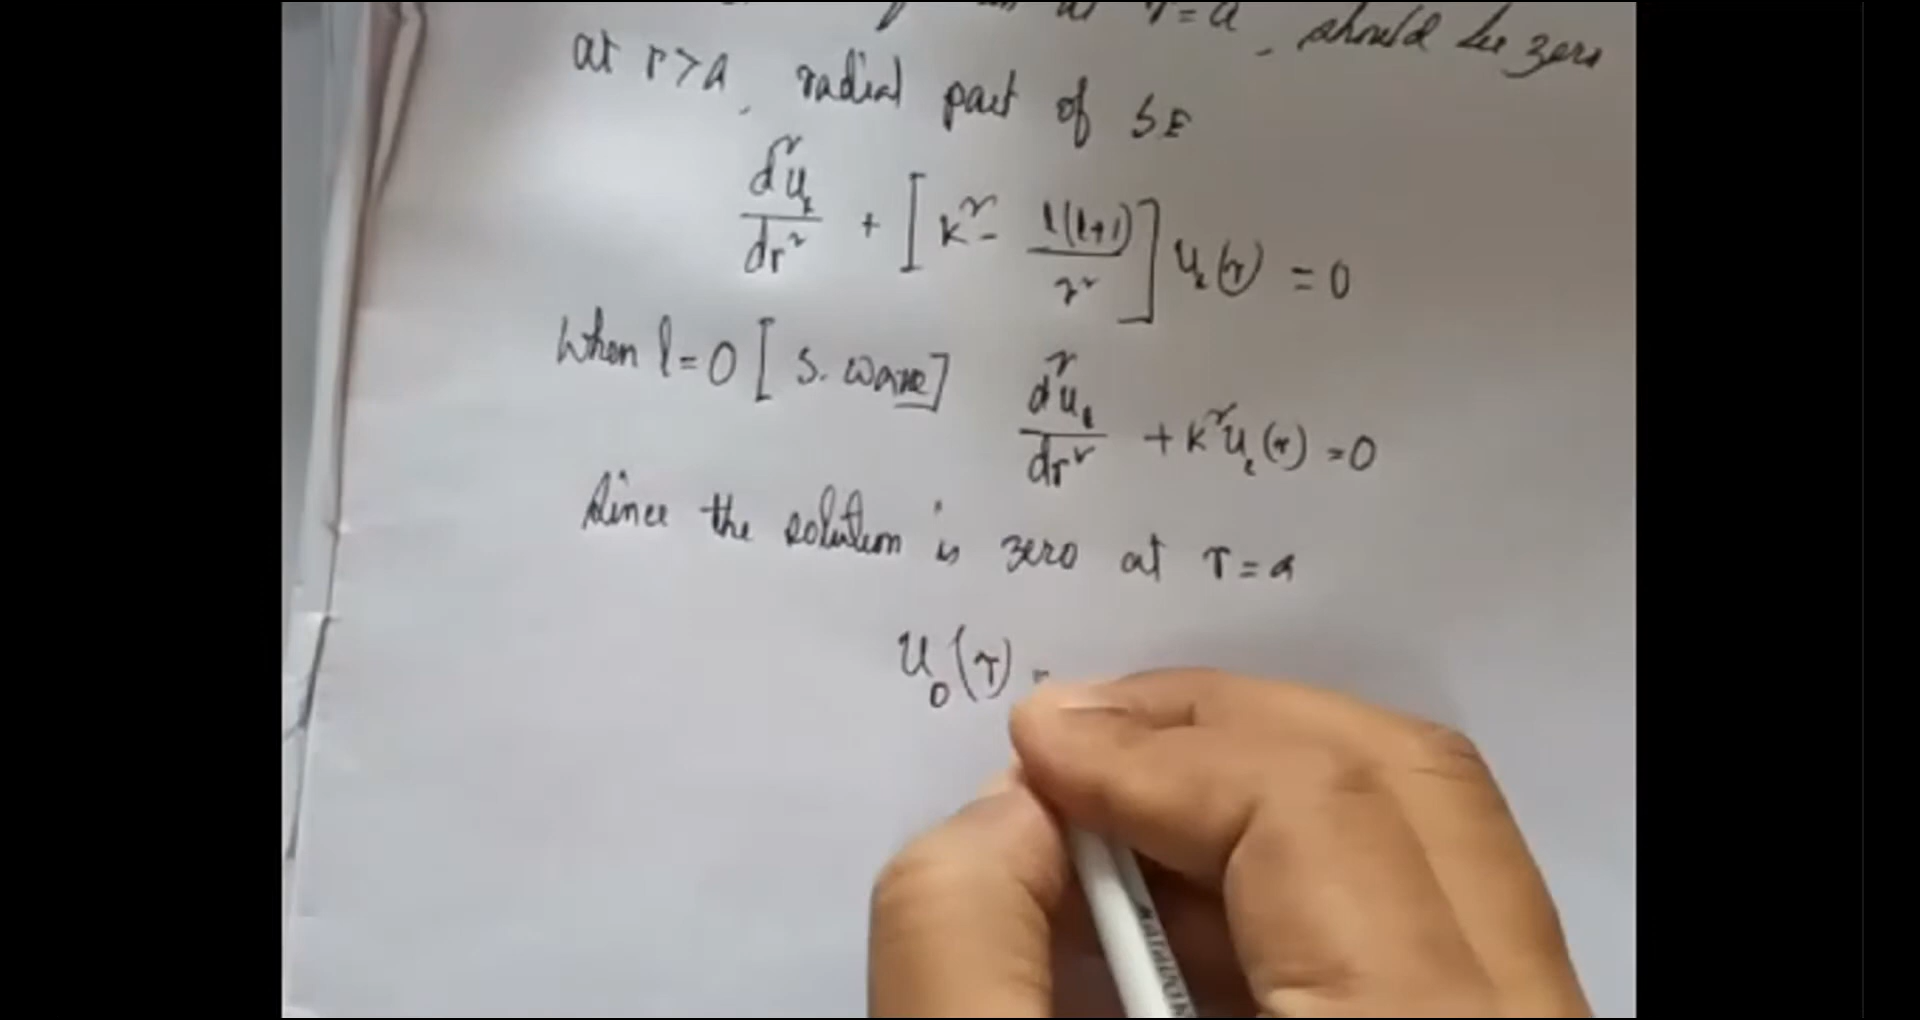 at r = a, should be zero
at r > a, radial part of SE
d²u_l/dr² + [k² - l(l+1)/r²] u_l(r) = 0
When l = 0 [S. wave] d²u_l/dr² + k²u_l(r) = 0
Since the solution is zero at r = a
u_0(r) =